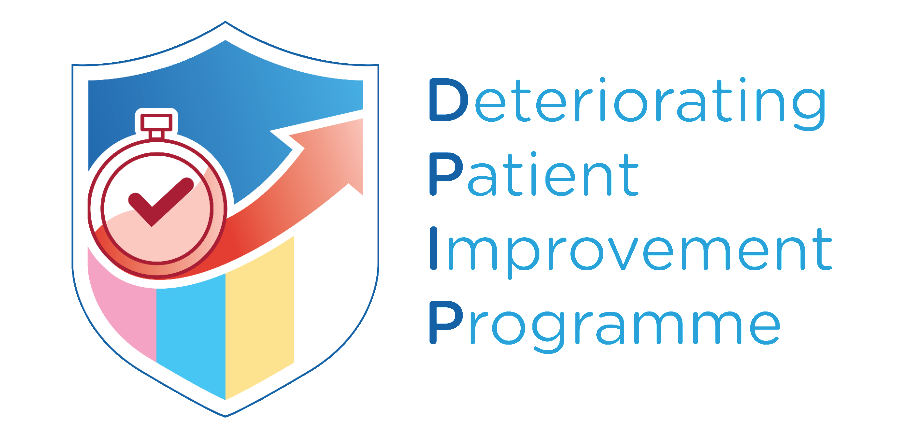 Deteriorating
Patient
Improvement
Programme